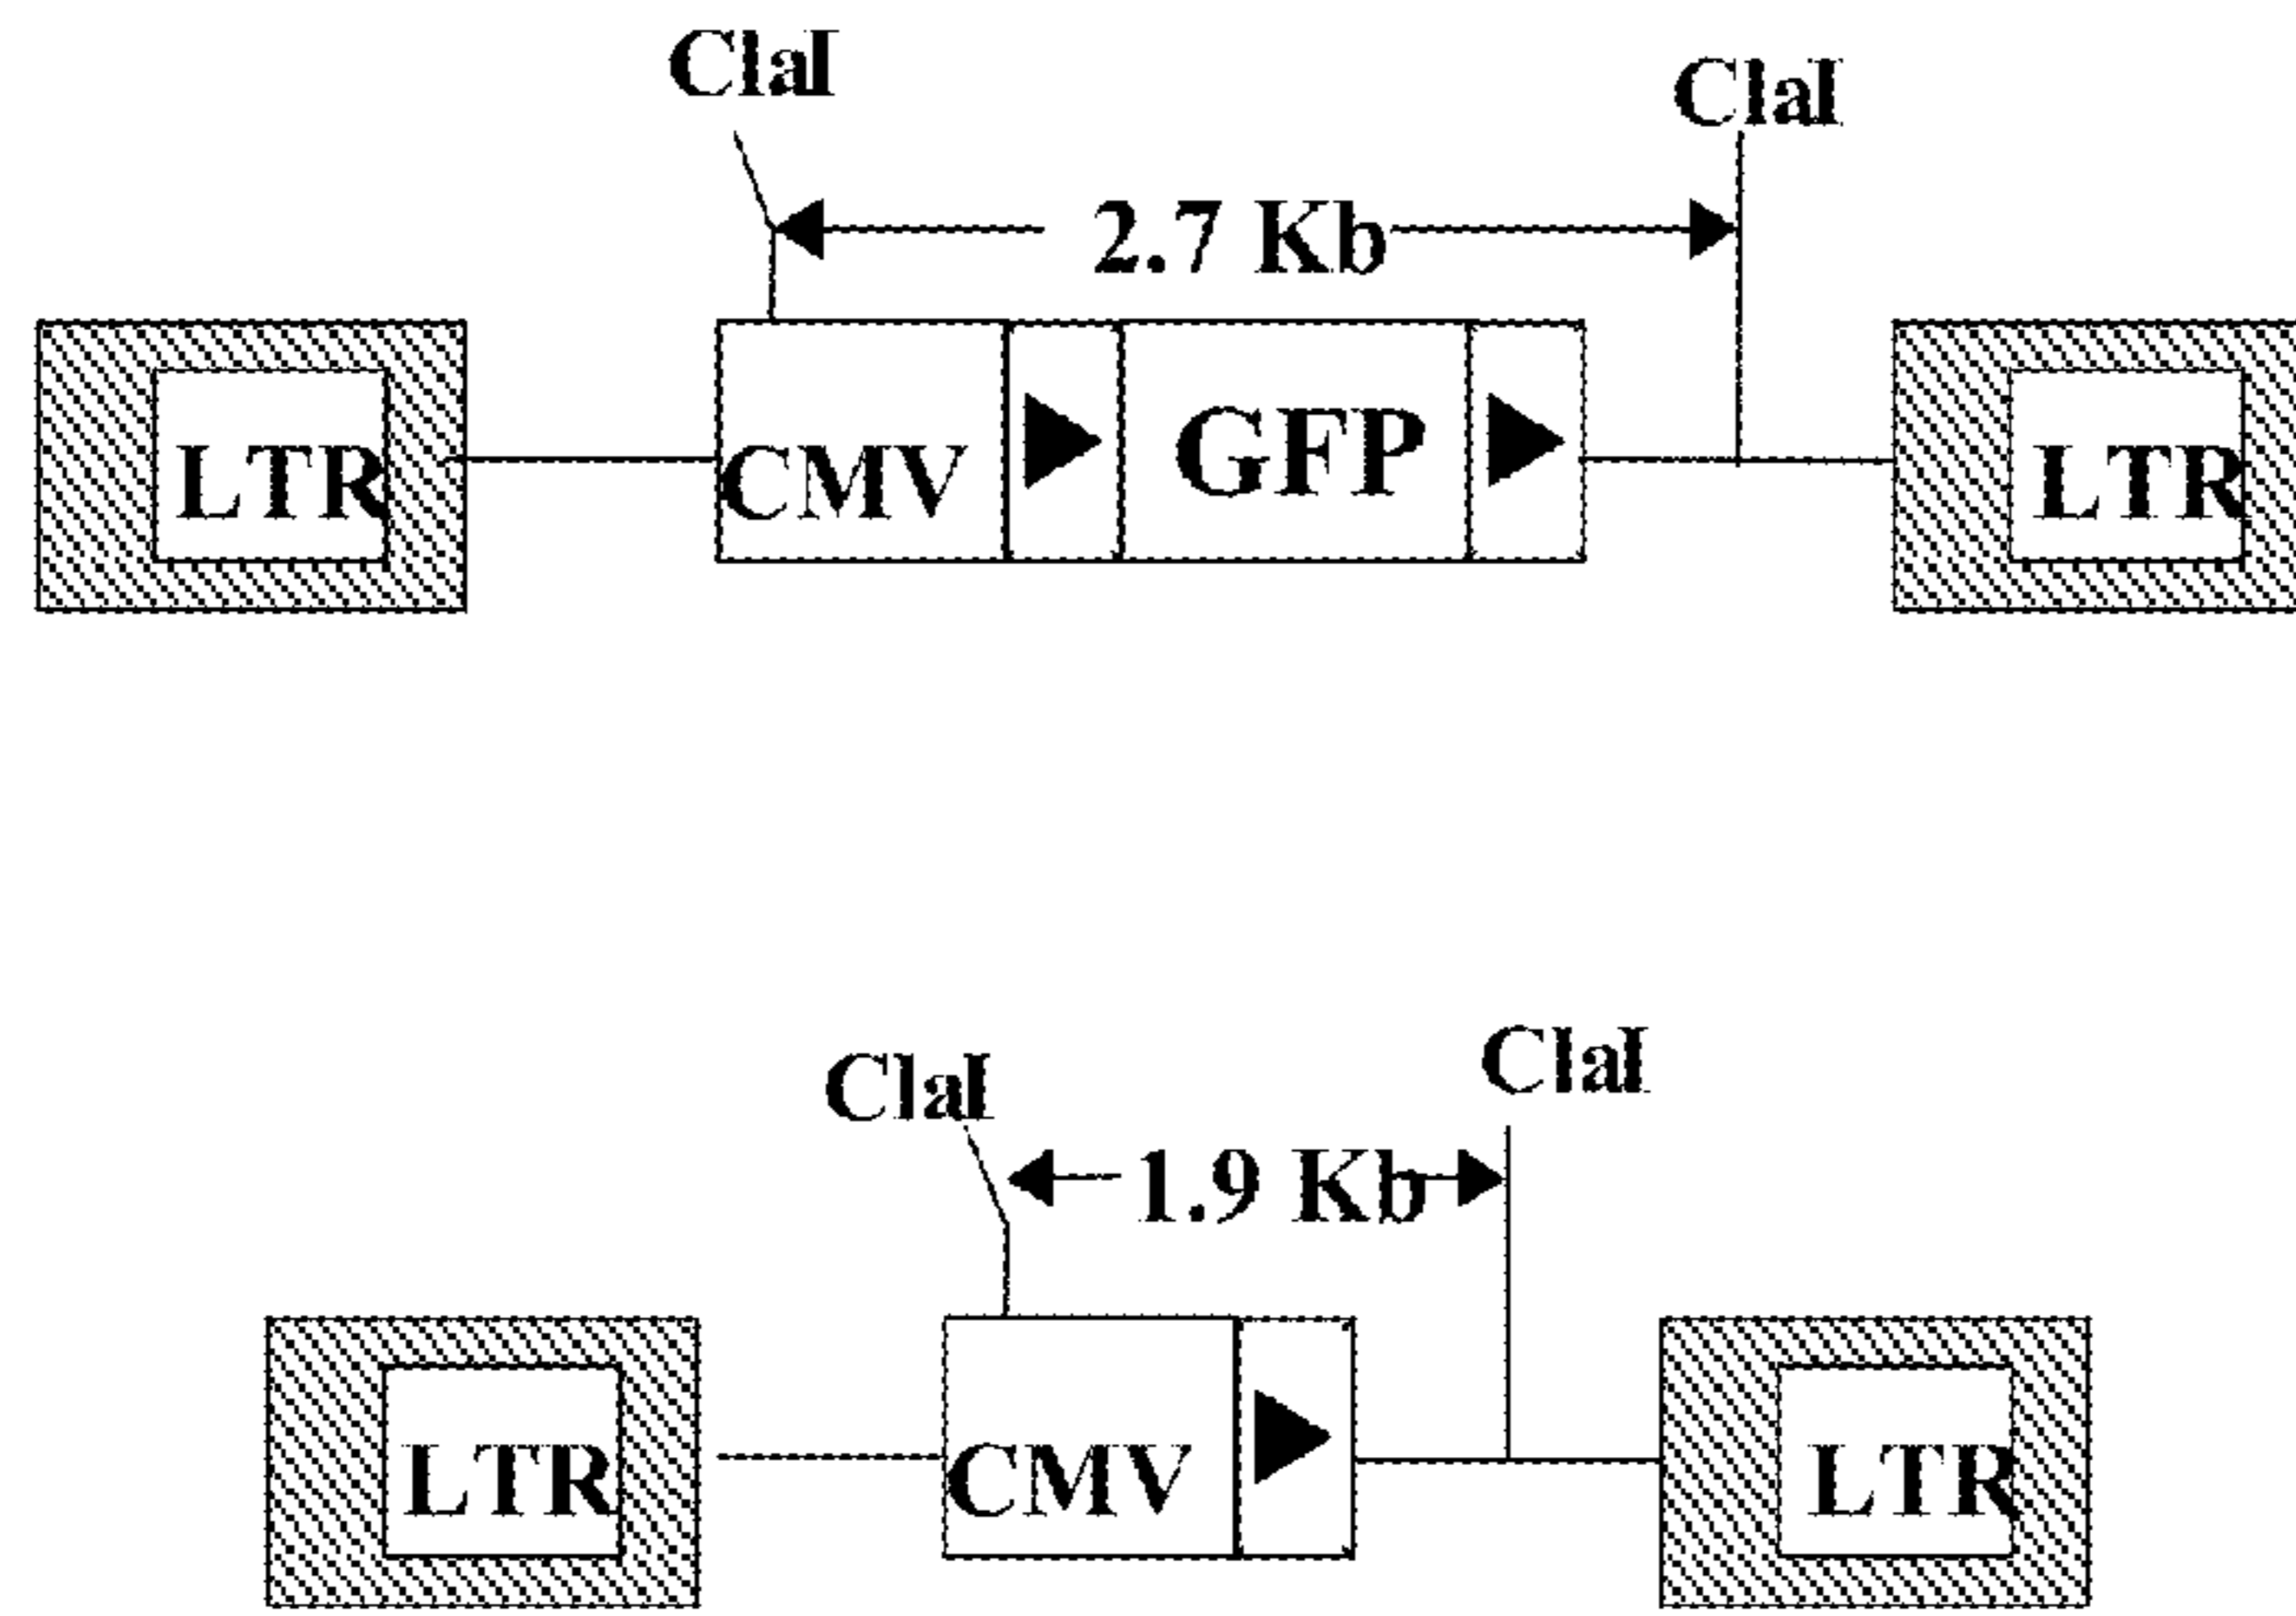 ClaI
ClaI
2.7 Kb
LTR
CMV
GFP
LTR
ClaI
ClaI
1.9 Kb
LTR
CMV
LTR